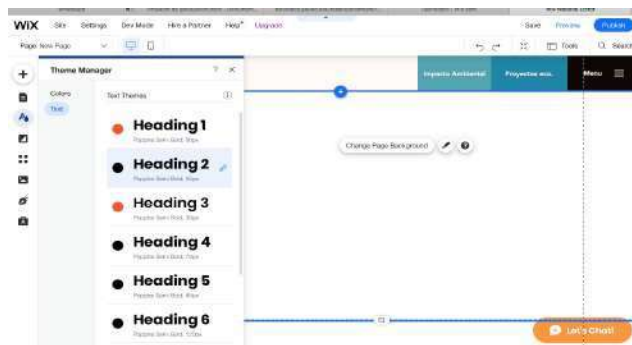 WiX Site Settings Dev Mode Hire a Partner Help Upgrade Save Preview Publish
Page: New Page Tools Search
Theme Manager ? ×
Impacto Ambiental Proyectos eco. Menu
Colors
Text
Text Themes
Heading 1
Heading 2
Heading 3
Heading 4
Heading 5
Heading 6
Change Page Background
Let's Chat!